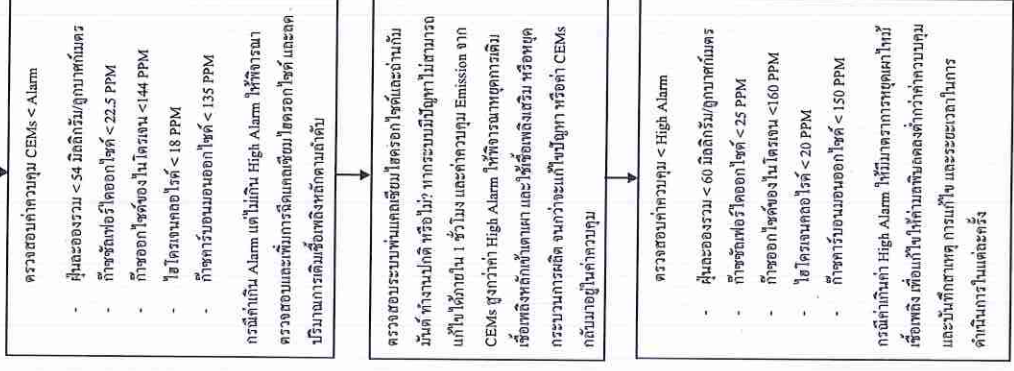 ตรวจสอบค่าควบคุม CEMs < Alarm
- ฝุ่นละอองรวม < 54 มิลลิกรัม/ลูกบาศก์เมตร
- ก๊าซซัลเฟอร์ไดออกไซด์ < 22.5 PPM
- ก๊าซออกไซด์ของไนโตรเจน <144 PPM
- ไฮโดรเจนคลอไรด์ < 18 PPM
- ก๊าซคาร์บอนมอนอกไซด์ < 135 PPM
กรณีค่าเกิน Alarm แต่ไม่เกิน High Alarm ให้พิจารณา
ตรวจสอบและเพิ่มการฉีดแคลเซียมไฮดรอกไซด์ และลด
ปริมาณการเติมเชื้อเพลิงหลักตามลำดับ
ตรวจสอบระบบพ่นแคลเซียมไฮดรอกไซด์และถ่านกัม
มันต์ ทำงานปกติ หรือไม่? หากระบบมีปัญหาไม่สามารถ
แก้ไขได้ภายใน 1 ชั่วโมง และค่าควบคุม Emission จาก
CEMs สูงกว่าค่า High Alarm ให้พิจารณาหยุดการเติม
เชื้อเพลิงหลักเข้าเตาเผา และใช้เชื้อเพลิงเสริม หรือหยุด
กระบวนการผลิต จนกว่าจะแก้ไขปัญหา หรือค่า CEMs
กลับมาอยู่ในค่าควบคุม
ตรวจสอบค่าควบคุม < High Alarm
- ฝุ่นละอองรวม < 60 มิลลิกรัม/ลูกบาศก์เมตร
- ก๊าซซัลเฟอร์ไดออกไซด์ < 25 PPM
- ก๊าซออกไซด์ของไนโตรเจน <160 PPM
- ไฮโดรเจนคลอไรด์ < 20 PPM
- ก๊าซคาร์บอนมอนอกไซด์ < 150 PPM
กรณีค่าเกินค่า High Alarm ให้มีมาตราการหยุดเผาไหม้
เชื้อเพลิง เพื่อแก้ไขให้ค่ามลพิษลดลงต่ำกว่าค่าควบคุม
และบันทึกสาเหตุ การแก้ไข และระยะเวลาในการ
ดำเนินการในแต่ละครั้ง